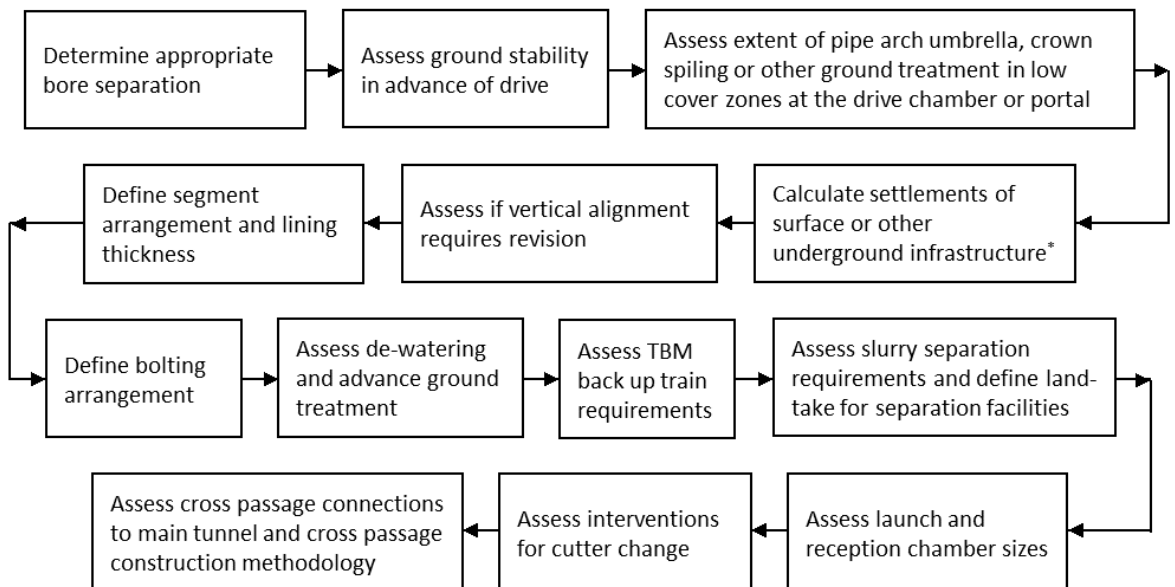 Determine appropriate
bore separation
Assess ground stability
in advance of drive
Assess extent of pipe arch umbrella, crown
spiling or other ground treatment in low
cover zones at the drive chamber or portal
Calculate settlements of
surface or other
underground infrastructure*
Assess if vertical alignment
requires revision
Define segment
arrangement and lining
thickness
Define bolting
arrangement
Assess de-watering
and advance ground
treatment
Assess TBM
back up train
requirements
Assess slurry separation
requirements and define land-
take for separation facilities
Assess launch and
reception chamber sizes
Assess interventions
for cutter change
Assess cross passage connections
to main tunnel and cross passage
construction methodology